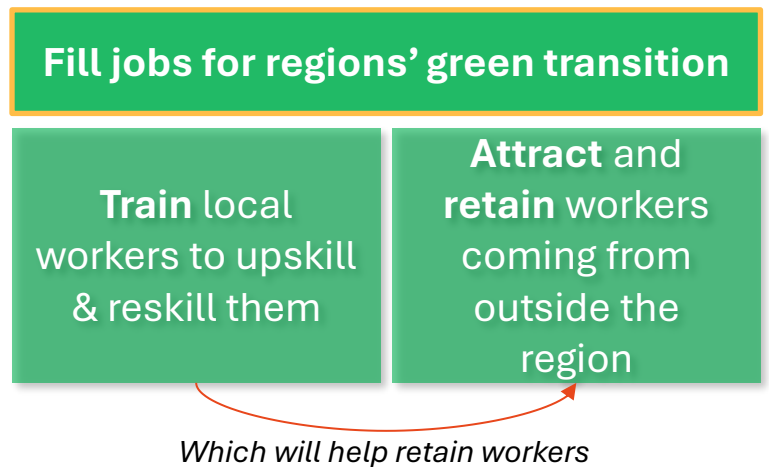 Fill jobs for regions’ green transition
Train local
workers to upskill
& reskill them
Attract and
retain workers
coming from
outside the
region
Which will help retain workers